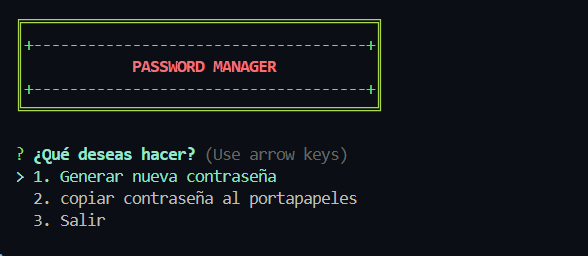 +--------------------------------------+
PASSWORD MANAGER
+--------------------------------------+
? ¿Qué deseas hacer? (Use arrow keys)
> 1. Generar nueva contraseña
2. copiar contraseña al portapapeles
3. Salir